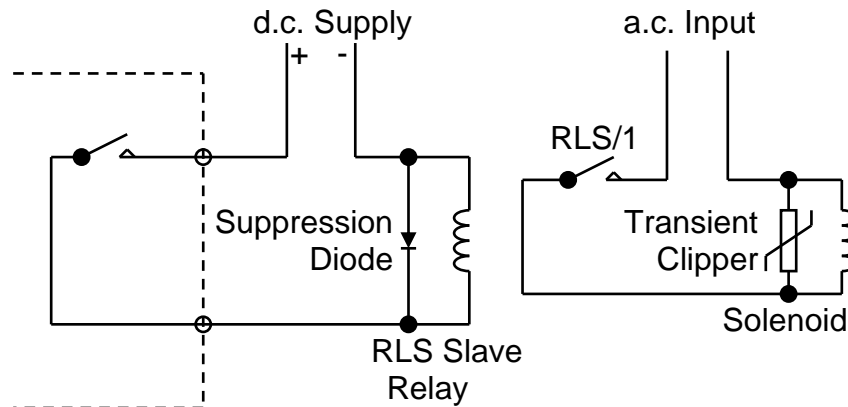 d.c. Supply
+ -
a.c. Input
RLS/1
Suppression
Diode
Transient
Clipper
Solenoid
RLS Slave
Relay